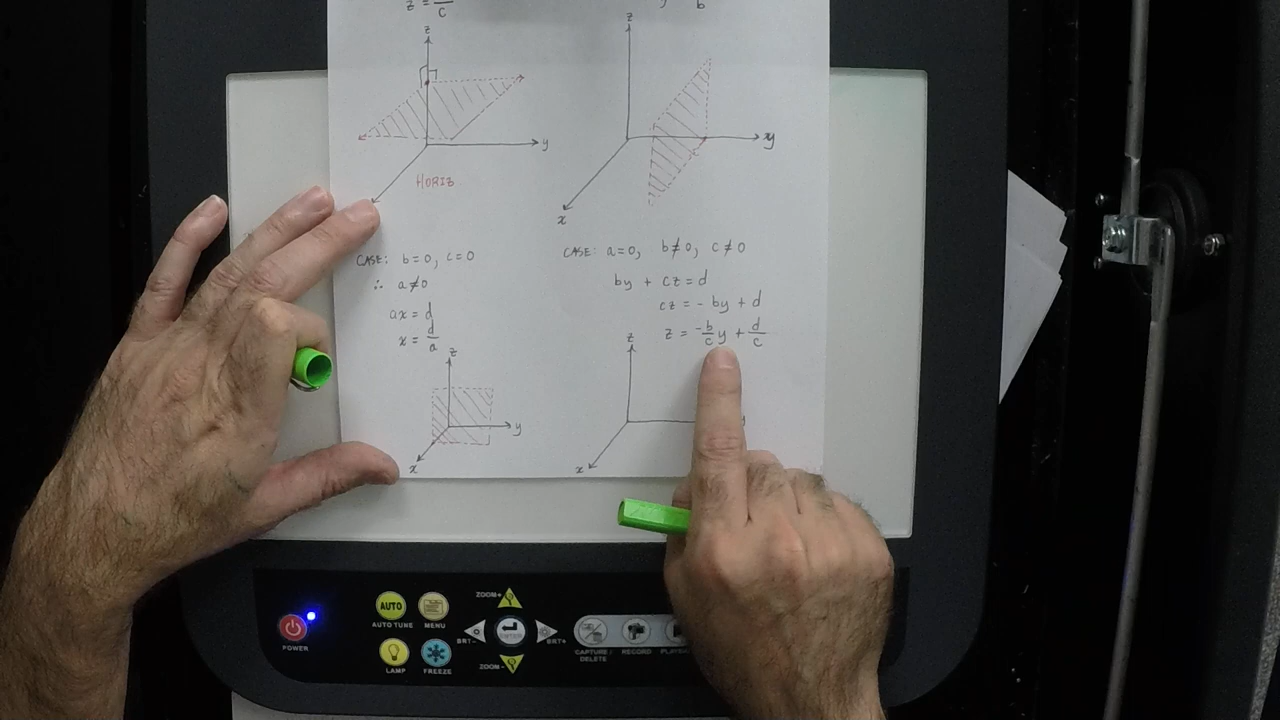 z = d/c
y b
z
y
x
HORIZ
z
y
x
CASE: b=0, c=0
∴ a≠0
ax = d
x = d/a
z
y
x
CASE: a=0, b≠0, c≠0
by + cz = d
cz = - by + d
z = -b/c y + d/c
z
x
POWER
AUTO
AUTO TUNE
MENU
LAMP
FREEZE
ZOOM+
BRT-
ENTER
BRT+
ZOOM-
CAPTURE / DELETE
RECORD